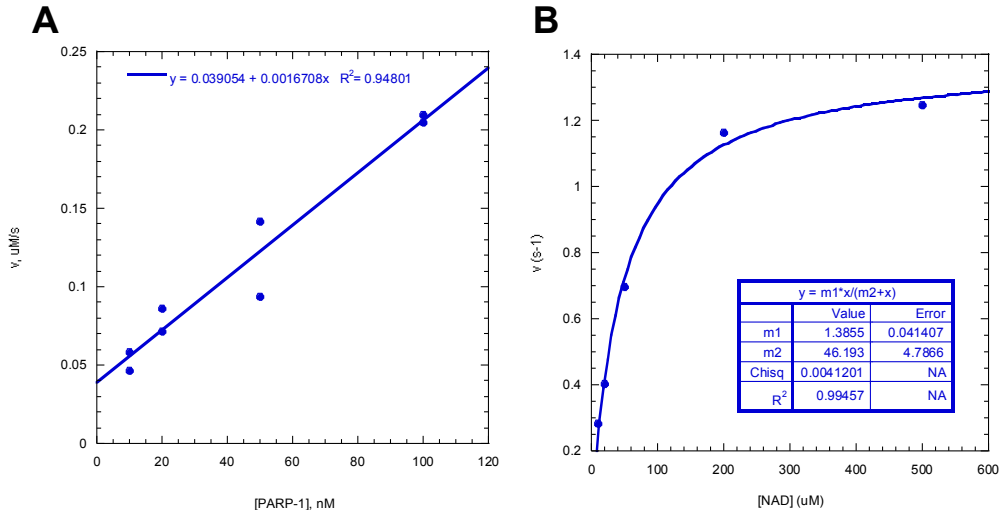 A
0.25
0.2
0.15
0.1
0.05
0
v, uM/s
y = 0.039054 + 0.0016708x R2= 0.94801
0 20 40 60 80 100 120
[PARP-1], nM
B
1.4
1.2
1
0.8
0.6
0.4
0.2
v (s-1)
y = m1*x/(m2+x)
Value Error
m1 1.3855 0.041407
m2 46.193 4.7866
Chisq 0.0041201 NA
R2 0.99457 NA
0 100 200 300 400 500 600
[NAD] (uM)